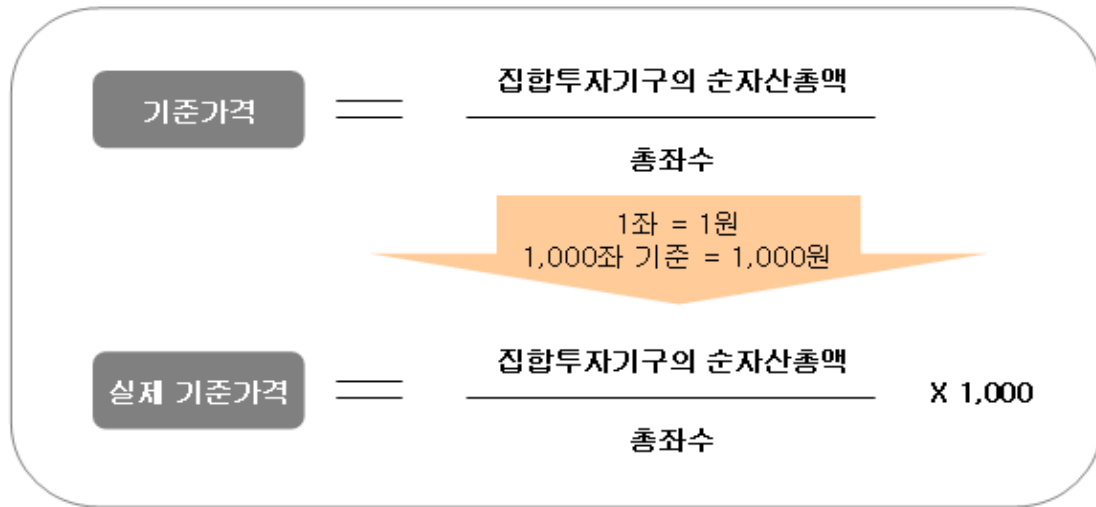 집합투자기구의 순자산총액
기준가격
총좌수
1좌 = 1원
1,000좌 기준 = 1,000원
집합투자기구의 순자산총액
실제 기준가격
X 1,000
총좌수